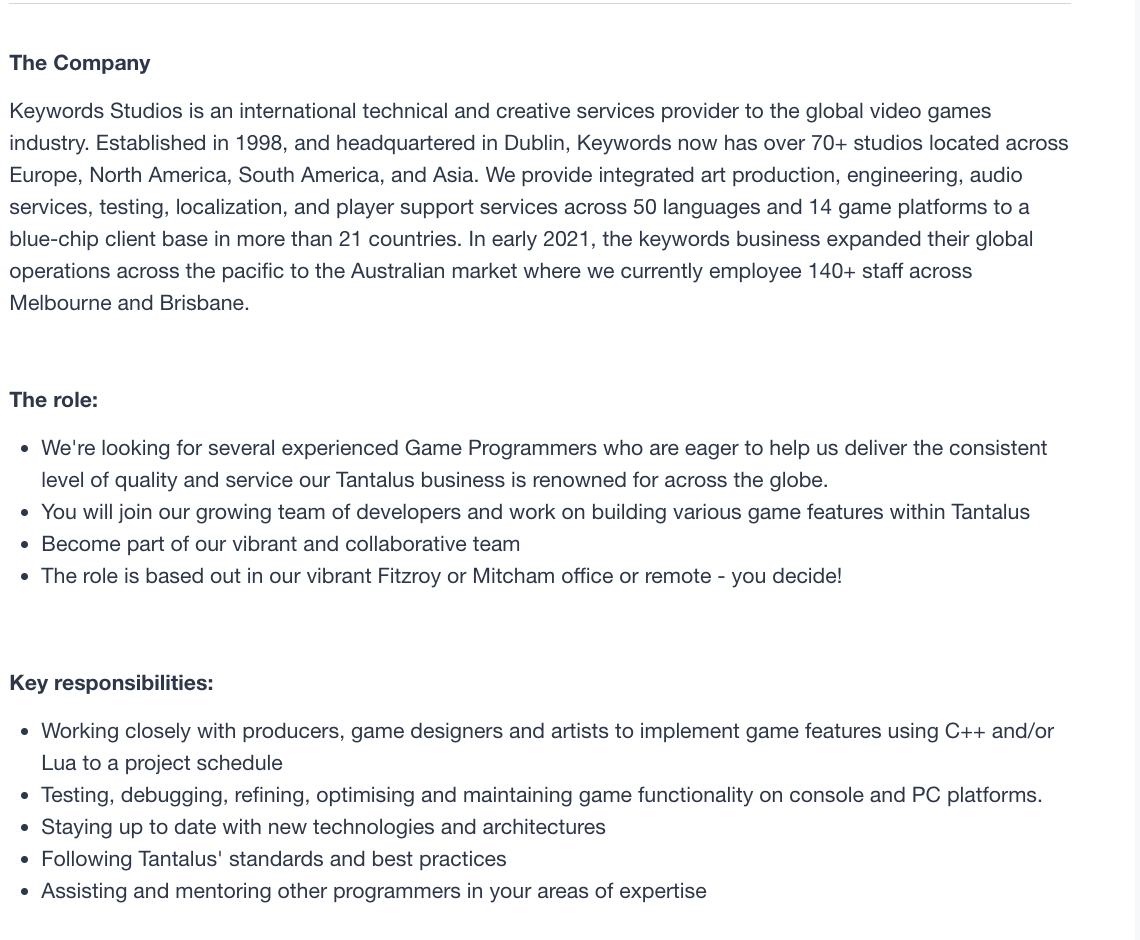 The Company
Keywords Studios is an international technical and creative services provider to the global video games
industry. Established in 1998, and headquartered in Dublin, Keywords now has over 70+ studios located across
Europe, North America, South America, and Asia. We provide integrated art production, engineering, audio
services, testing, localization, and player support services across 50 languages and 14 game platforms to a
blue-chip client base in more than 21 countries. In early 2021, the keywords business expanded their global
operations across the pacific to the Australian market where we currently employee 140+ staff across
Melbourne and Brisbane.
The role:
• We're looking for several experienced Game Programmers who are eager to help us deliver the consistent
level of quality and service our Tantalus business is renowned for across the globe.
• You will join our growing team of developers and work on building various game features within Tantalus
• Become part of our vibrant and collaborative team
• The role is based out in our vibrant Fitzroy or Mitcham office or remote - you decide!
Key responsibilities:
• Working closely with producers, game designers and artists to implement game features using C++ and/or
Lua to a project schedule
• Testing, debugging, refining, optimising and maintaining game functionality on console and PC platforms.
• Staying up to date with new technologies and architectures
• Following Tantalus' standards and best practices
• Assisting and mentoring other programmers in your areas of expertise